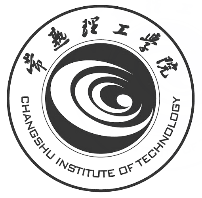 常熟理工学院
CHANGSHU INSTITUTE OF TECHNOLOGY